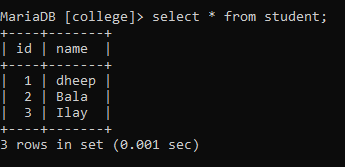 MariaDB [college]> select * from student;
+----+-------+
| id | name  |
+----+-------+
|  1 | dheep |
|  2 | Bala  |
|  3 | Ilay  |
+----+-------+
3 rows in set (0.001 sec)